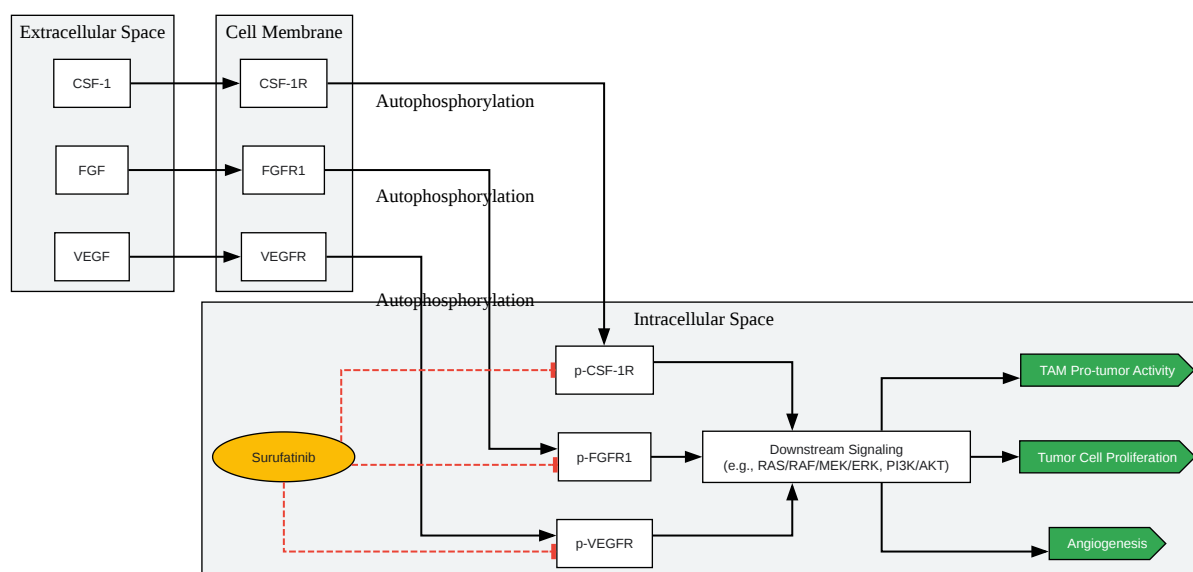 Extracellular Space
Cell Membrane
CSF-1
CSF-1R
Autophosphorylation
FGF
FGFR1
Autophosphorylation
VEGF
VEGFR
Autophosphorylation
Intracellular Space
p-CSF-1R
TAM Pro-tumor Activity
Surufatinib
p-FGFR1
Downstream Signaling
(e.g., RAS/RAF/MEK/ERK, PI3K/AKT)
Tumor Cell Proliferation
p-VEGFR
Angiogenesis